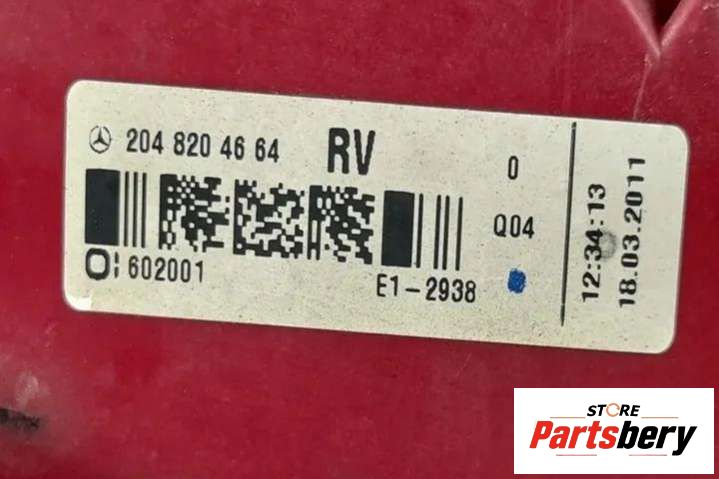 204 820 46 64 RV 0
Q04
602001 E1-2938
12:34:13
18.03.2011
STORE
Partsbery